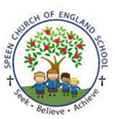 SPEEN CHURCH OF ENGLAND SCHOOL
Seek • Believe • Achieve